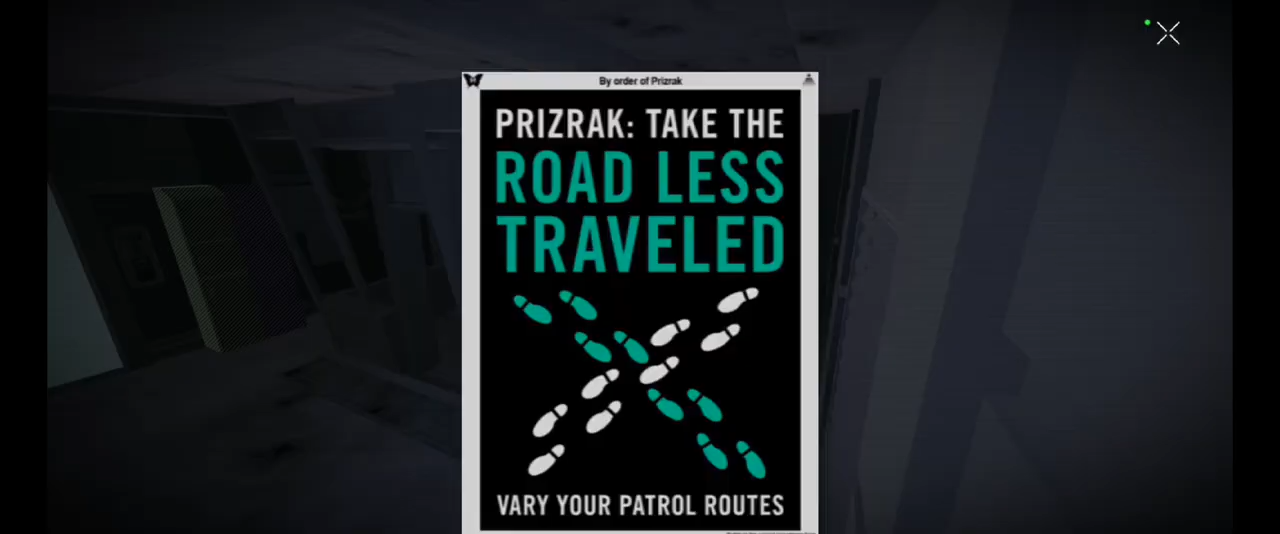 By order of Prizrak
PRIZRAK: TAKE THE
ROAD LESS
TRAVELED
VARY YOUR PATROL ROUTES